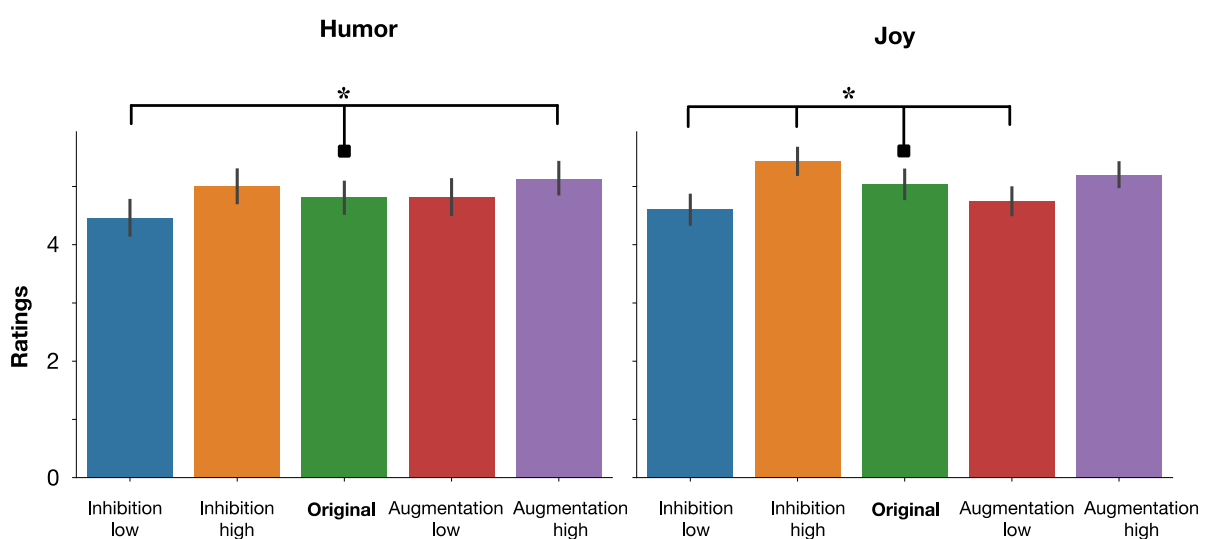 Humor
Joy
*
*
Ratings
4
2
0
Inhibition low
Inhibition high
Original
Augmentation low
Augmentation high
Inhibition low
Inhibition high
Original
Augmentation low
Augmentation high